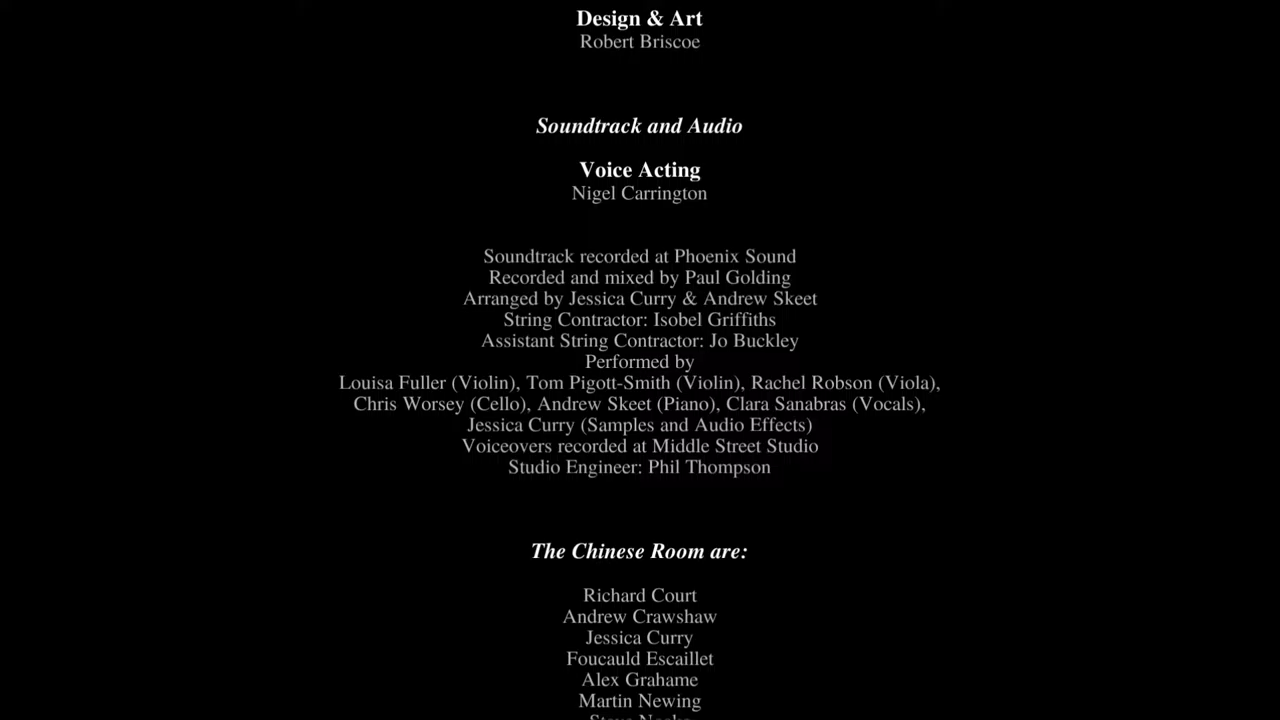 Design & Art
Robert Briscoe
Soundtrack and Audio
Voice Acting
Nigel Carrington
Soundtrack recorded at Phoenix Sound
Recorded and mixed by Paul Golding
Arranged by Jessica Curry & Andrew Skeet
String Contractor: Isobel Griffiths
Assistant String Contractor: Jo Buckley
Performed by
Louisa Fuller (Violin), Tom Pigott-Smith (Violin), Rachel Robson (Viola),
Chris Worsey (Cello), Andrew Skeet (Piano), Clara Sanabras (Vocals),
Jessica Curry (Samples and Audio Effects)
Voiceovers recorded at Middle Street Studio
Studio Engineer: Phil Thompson
The Chinese Room are:
Richard Court
Andrew Crawshaw
Jessica Curry
Foucauld Escaillet
Alex Grahame
Martin Newing